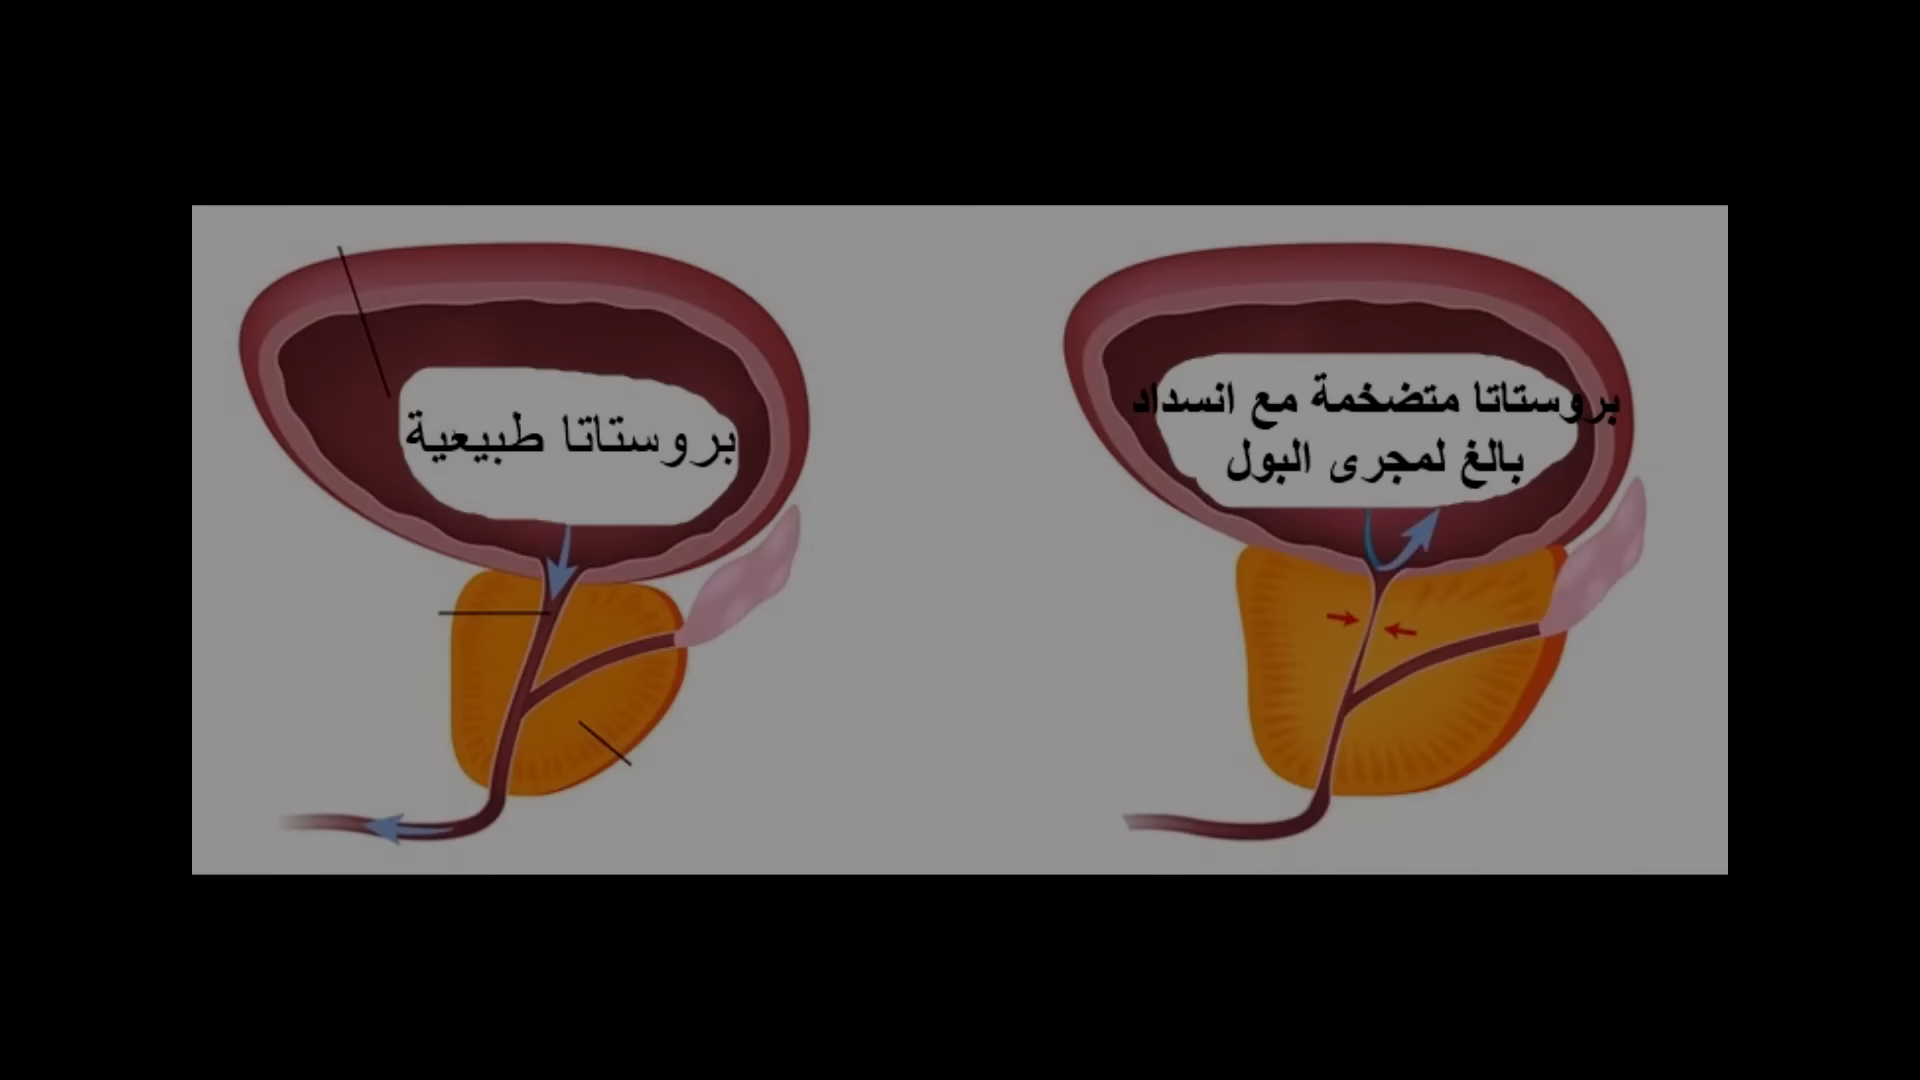 بروستاتا طبيعية
بروستاتا متضخمة مع انسداد
بالغ لمجرى البول